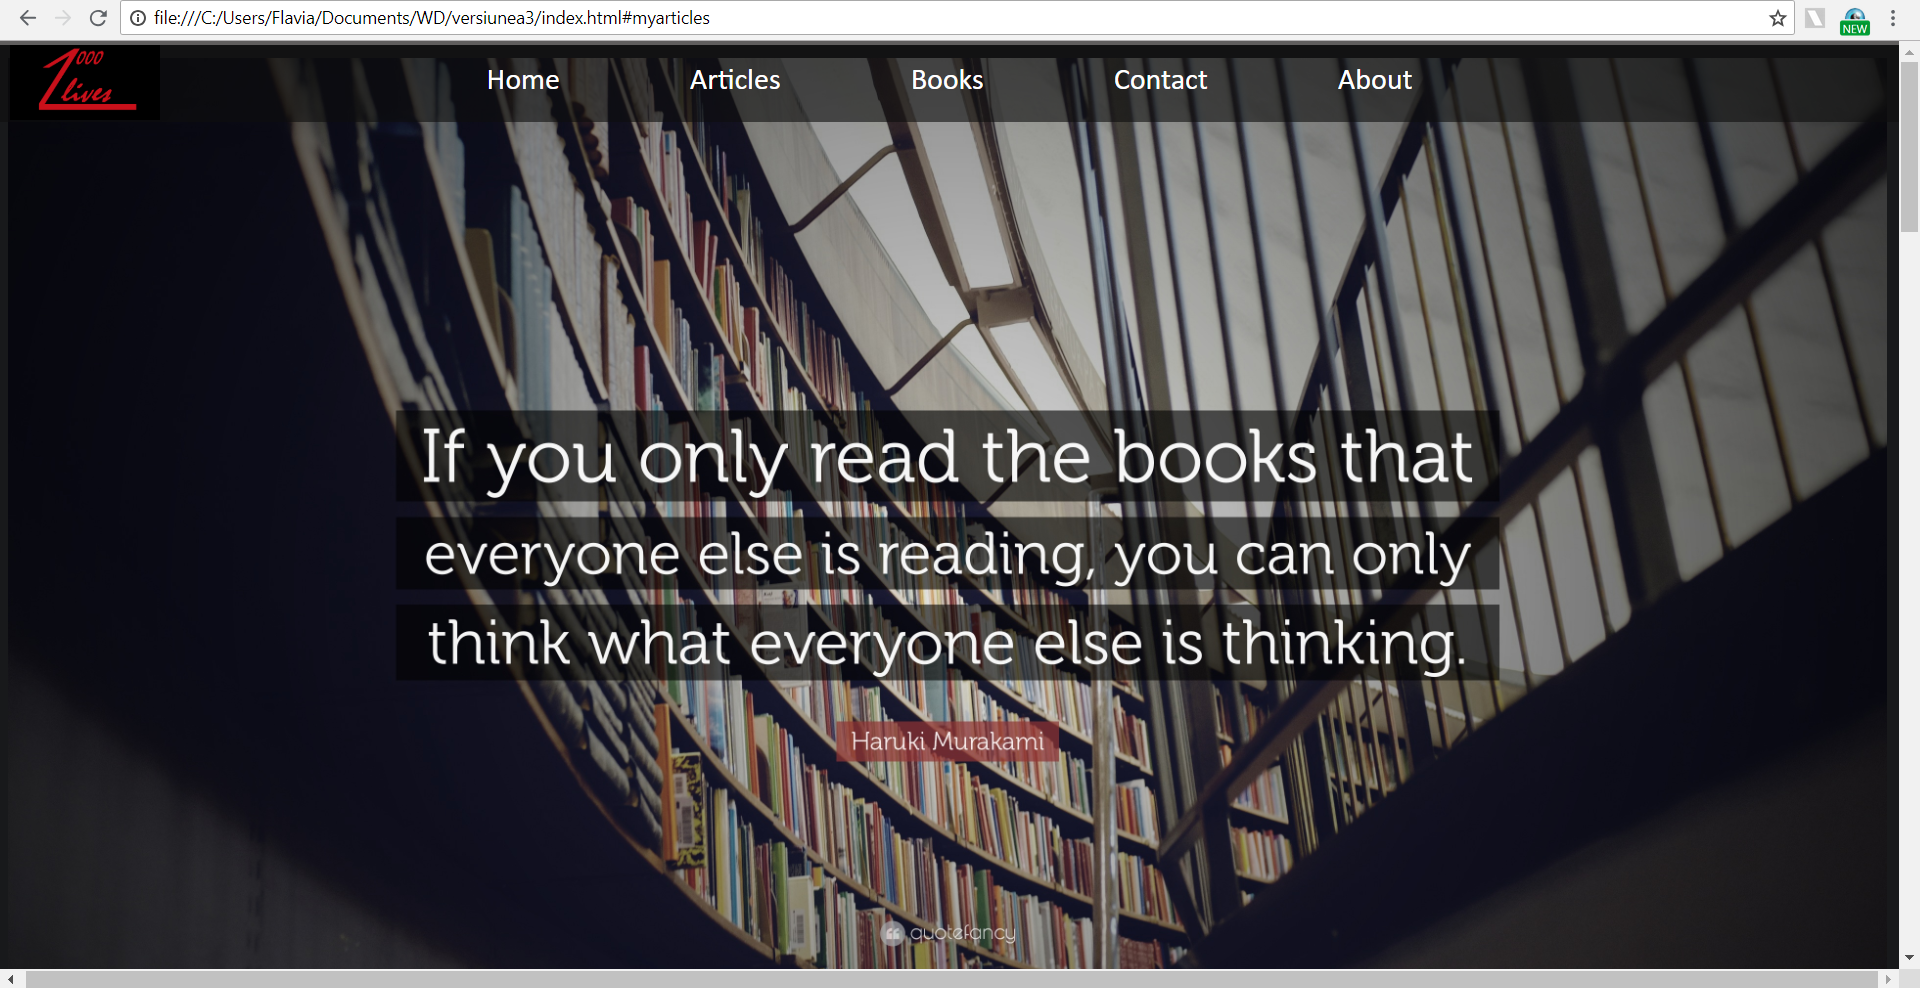 file:///C:/Users/Flavia/Documents/WD/versiunea3/index.html#myarticles
NEW
1000
lives
Home Articles Books Contact About
If you only read the books that
everyone else is reading, you can only
think what everyone else is thinking.
Haruki Murakami
quotefancy